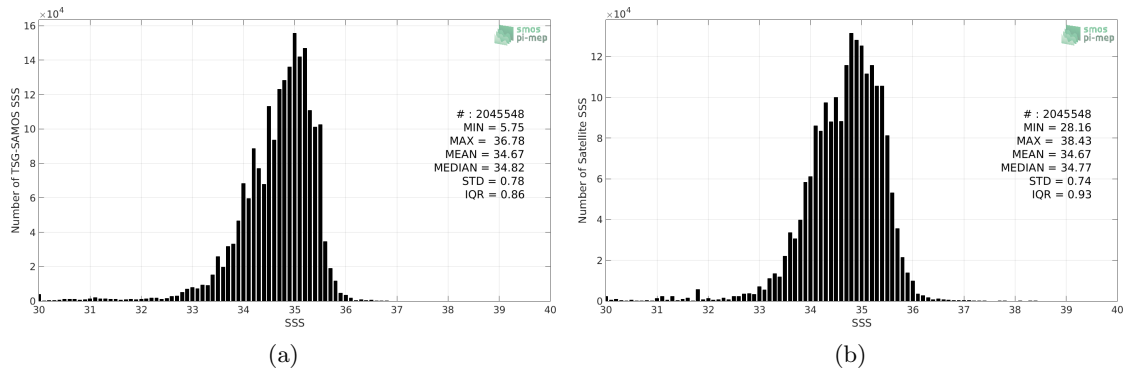 ×10⁴
16
14
12
10
8
6
4
2
0
30 31 32 33 34 35 36 37 38 39 40
SSS
Number of TSG-SAMOS SSS
smos
pi-mep
# : 2045548
MIN = 5.75
MAX = 36.78
MEAN = 34.67
MEDIAN = 34.82
STD = 0.78
IQR = 0.86
(a)
×10⁴
12
10
8
6
4
2
0
30 31 32 33 34 35 36 37 38 39 40
SSS
Number of Satellite SSS
smos
pi-mep
# : 2045548
MIN = 28.16
MAX = 38.43
MEAN = 34.67
MEDIAN = 34.77
STD = 0.74
IQR = 0.93
(b)